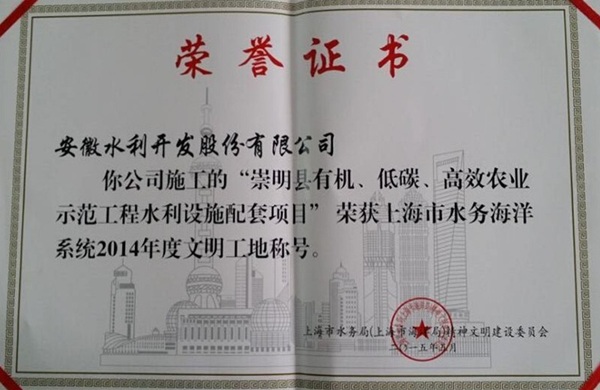 荣誉证书
安徽水利开发股份有限公司
你公司施工的“崇明县有机、低碳、高效农业
示范工程水利设施配套项目”荣获上海市水务海洋
系统2014年度文明工地称号。
上海市水务局(上海市海洋局)精神文明建设委员会
二〇一五年五月